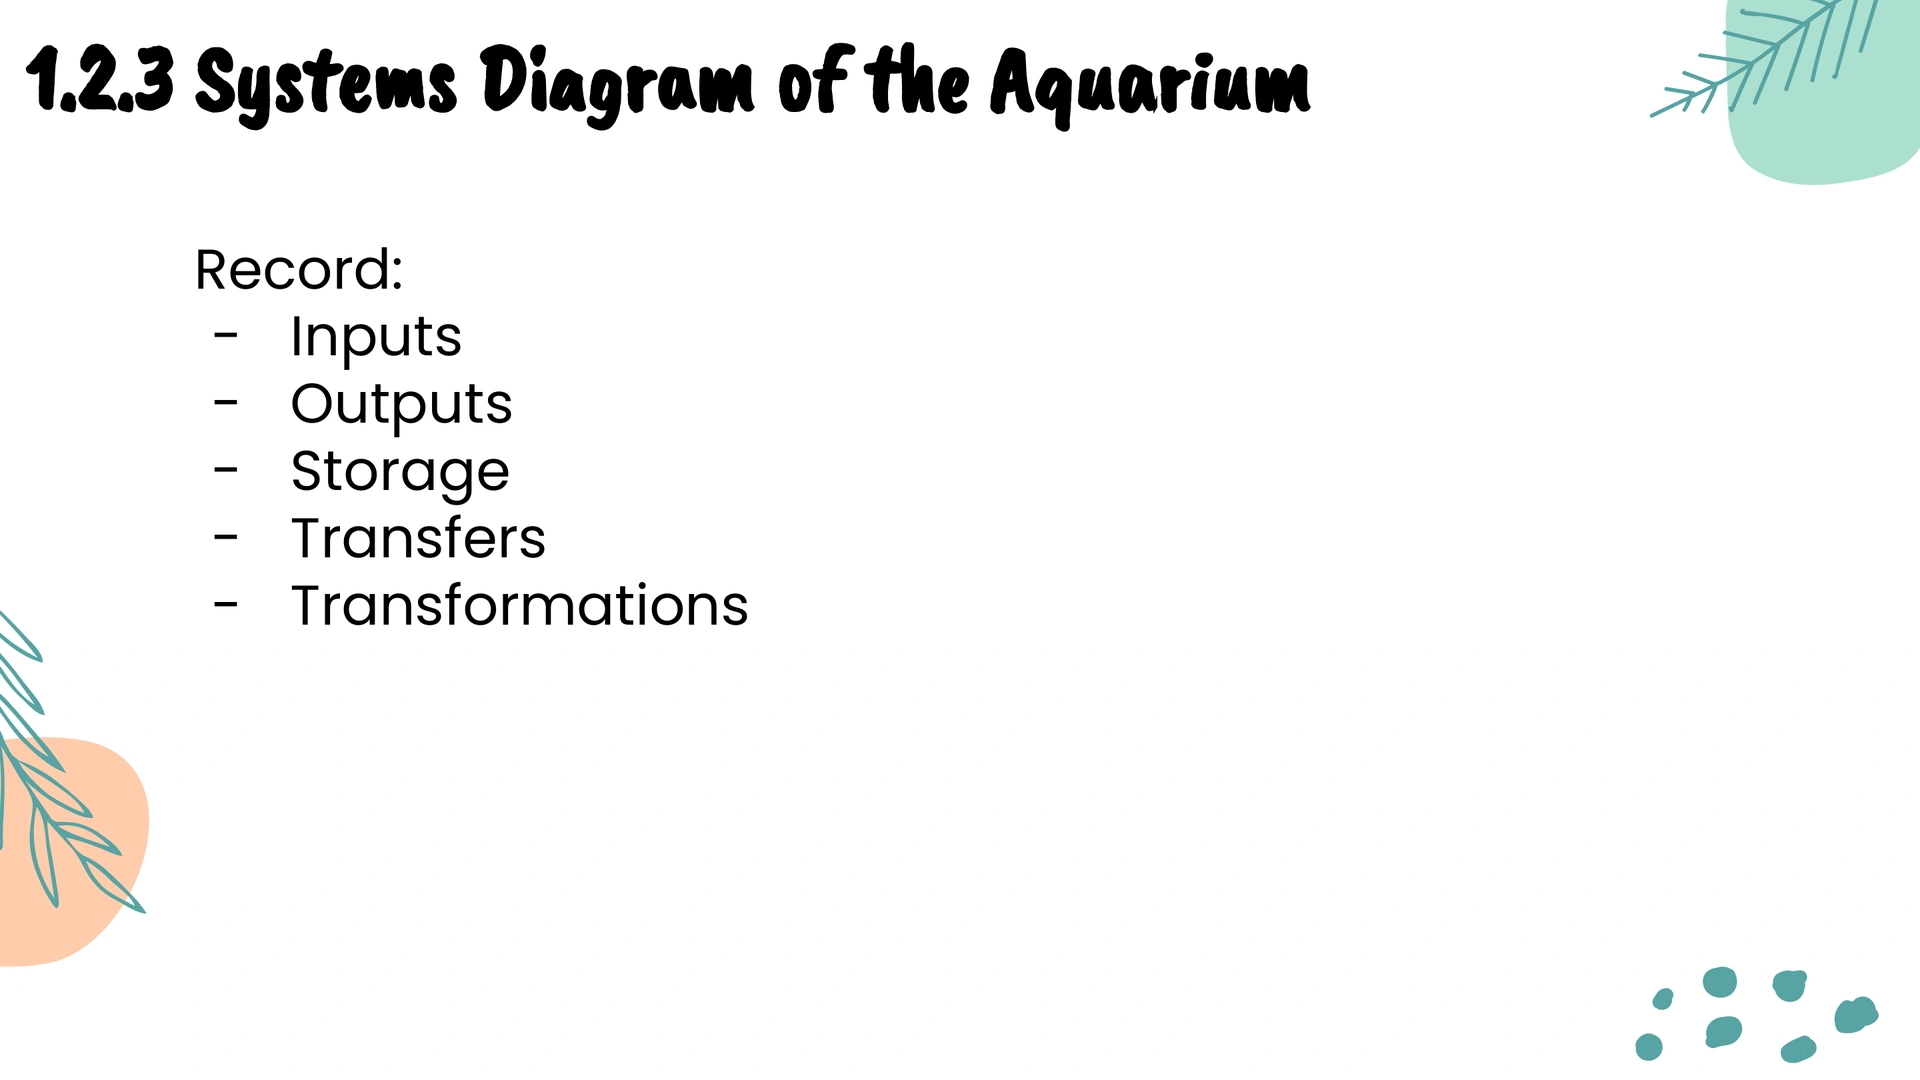 1.2.3 Systems Diagram of the Aquarium
Record:
- Inputs
- Outputs
- Storage
- Transfers
- Transformations